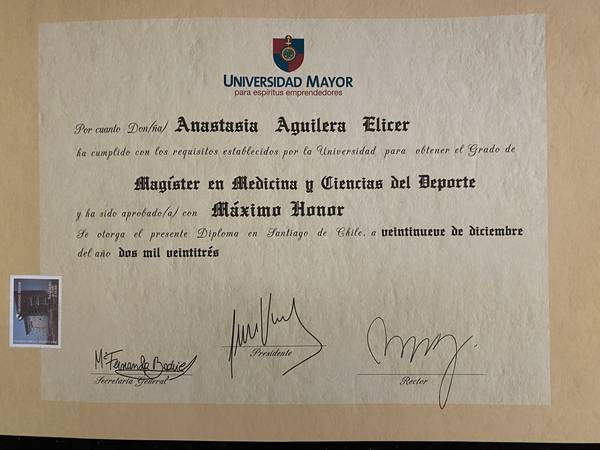 UNIVERSIDAD MAYOR
para espíritus emprendedores
Por cuanto Don/ña/ Anastasia Aguilera Elicer
ha cumplido con los requisitos establecidos por la Universidad para obtener el Grado de
Magíster en Medicina y Ciencias del Deporte
y ha sido aprobado/a/ con Máximo Honor
Se otorga el presente Diploma en Santiago de Chile, a veintinueve de diciembre
del año dos mil veintitrés
Mª Fernanda
Secretaria General
Presidente
Rector